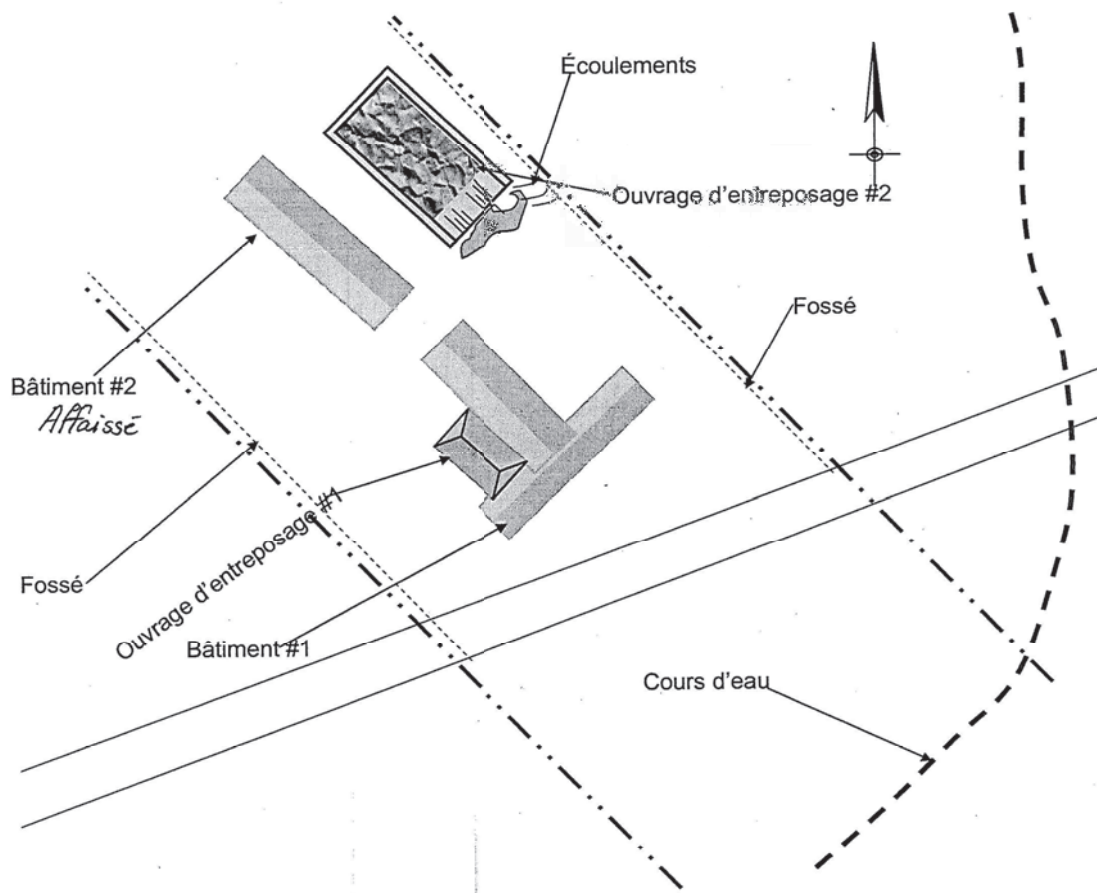 Écoulements
Ouvrage d'entreposage #2
Fossé
Bâtiment #2
Affaissé
Ouvrage d'entreposage #1
Fossé
Bâtiment #1
Cours d'eau